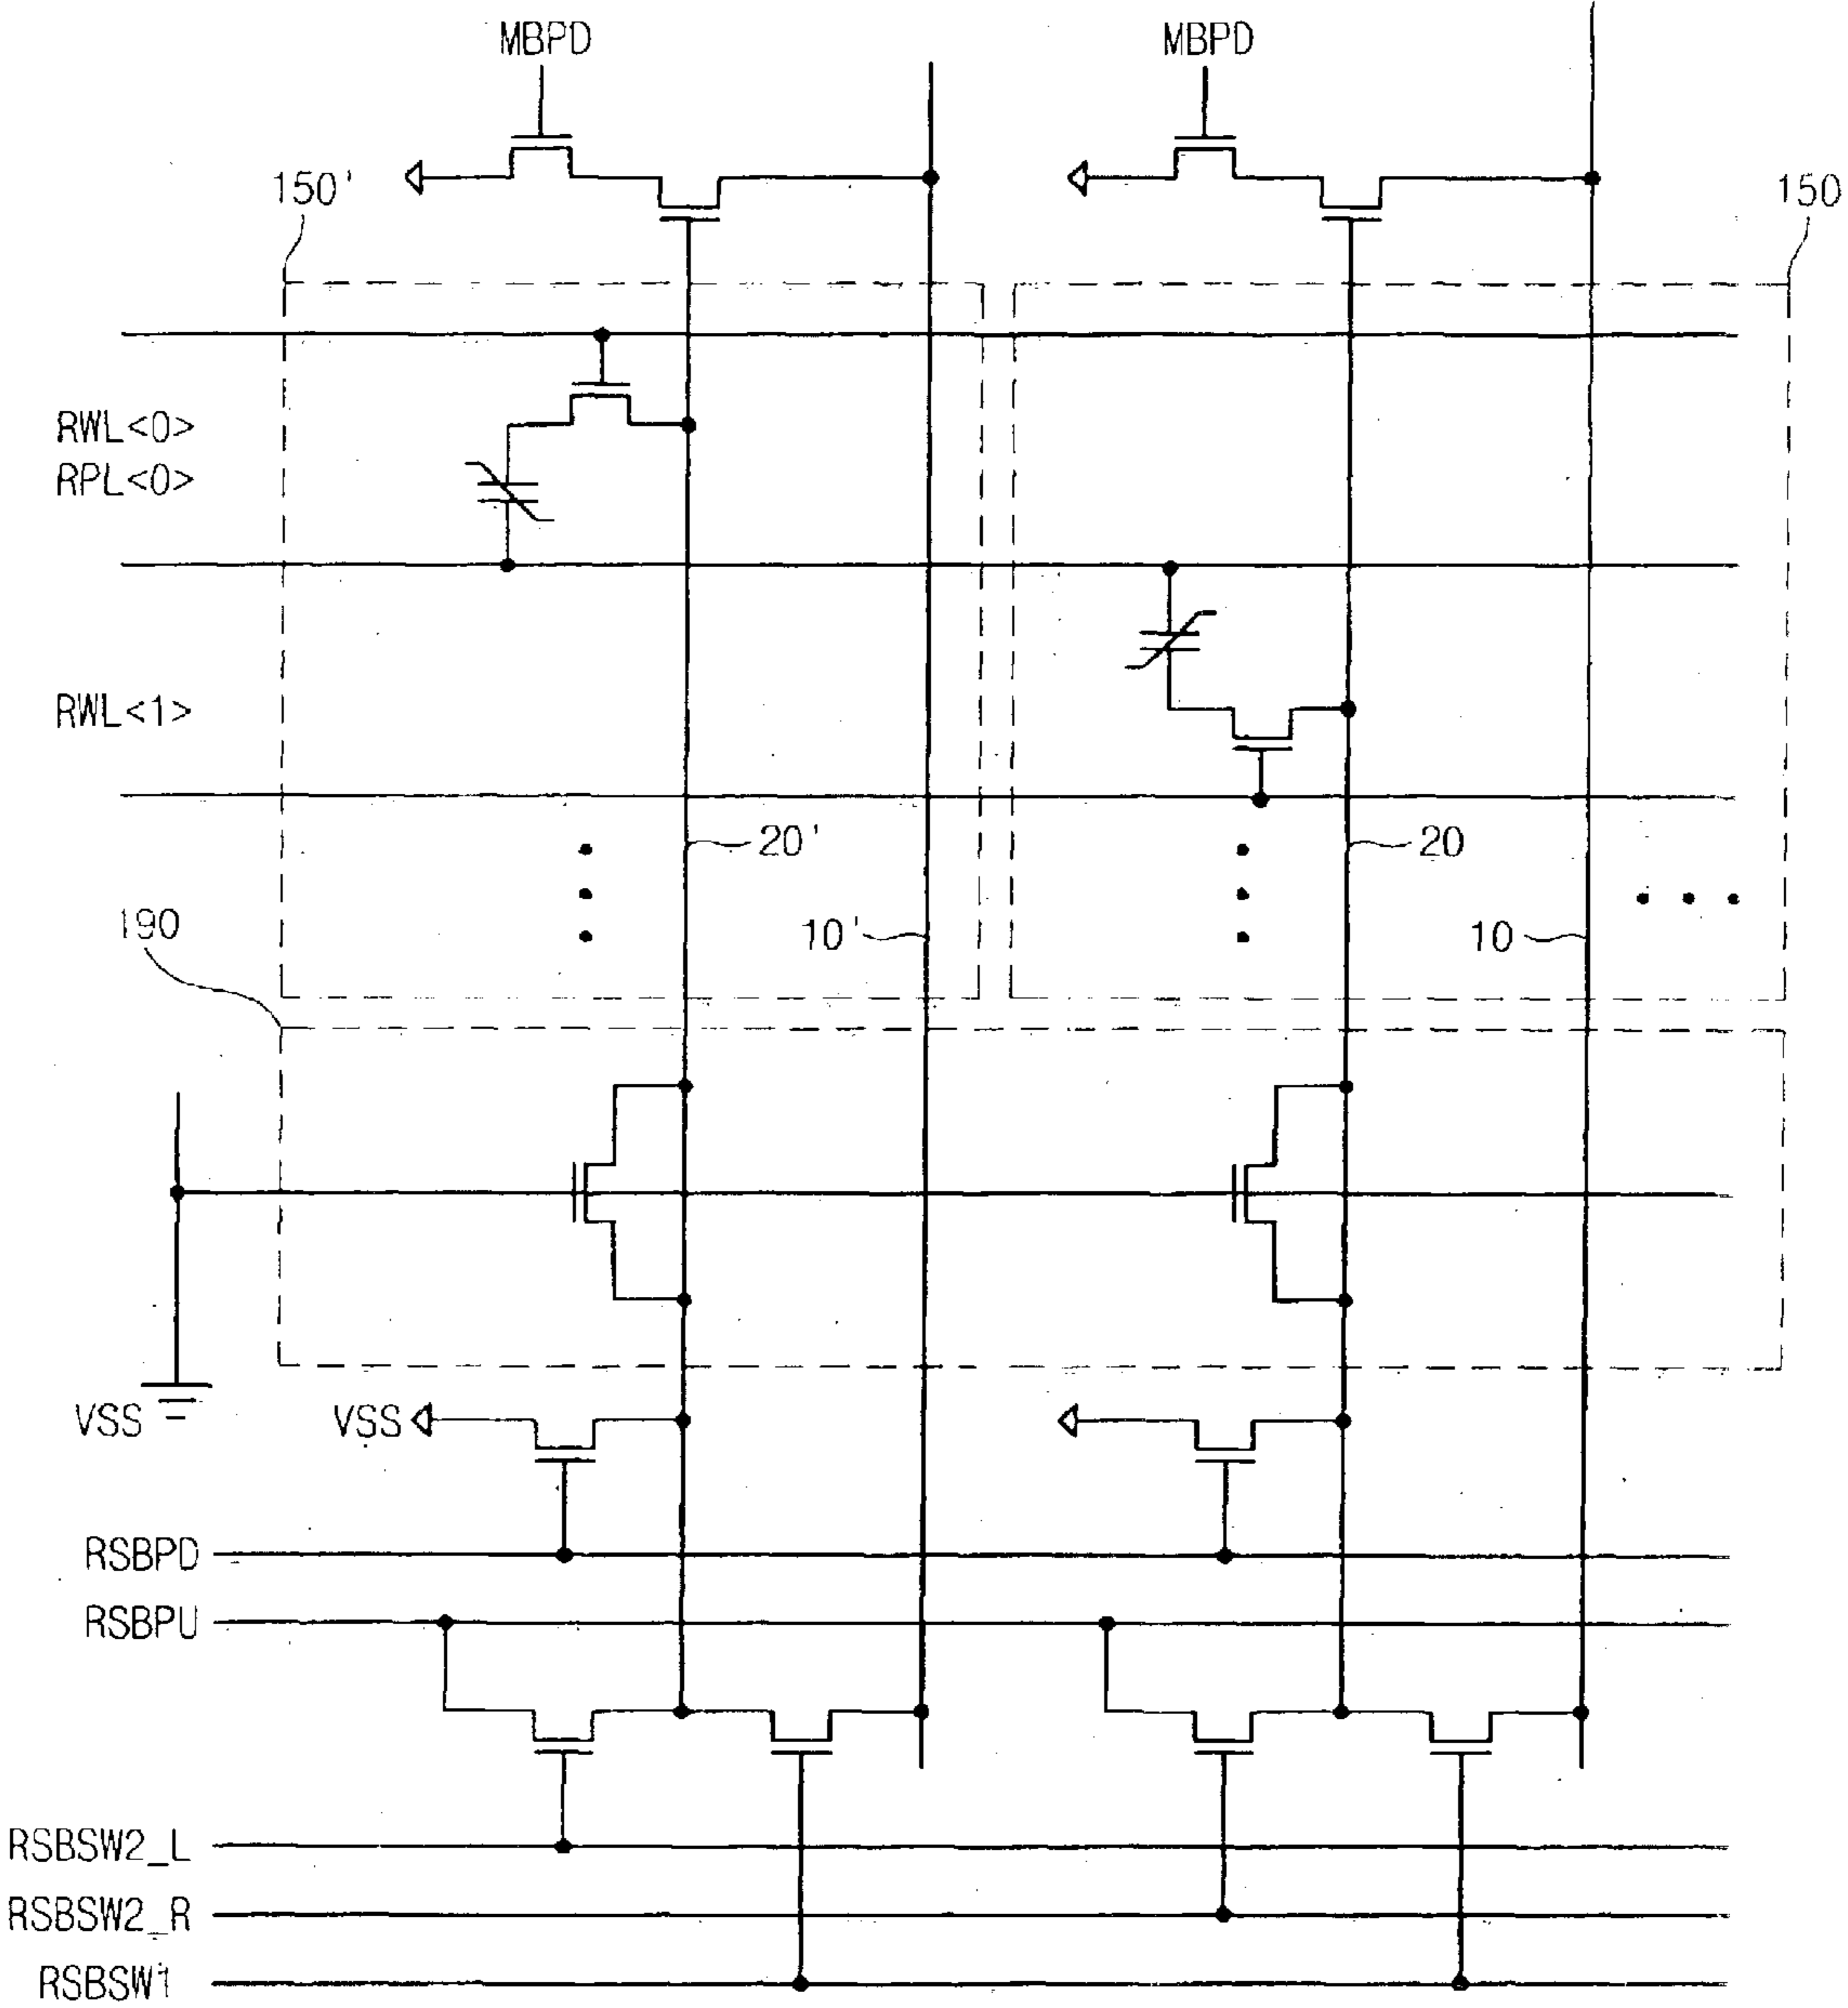 MBPD MBPD
150' 150
RWL<0>
RPL<0>
RWL<1>
20' 20
190 10' 10
VSS VSS
RSBPD
RSBPU
RSBSW2_L
RSBSW2_R
RSBSW1